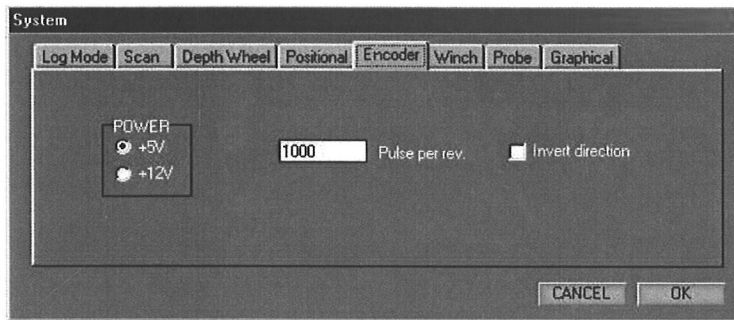 System
Log Mode Scan Depth Wheel Positional Encoder Winch Probe Graphical
POWER
+5V
1000 Pulse per rev. Invert direction
+12V
CANCEL OK